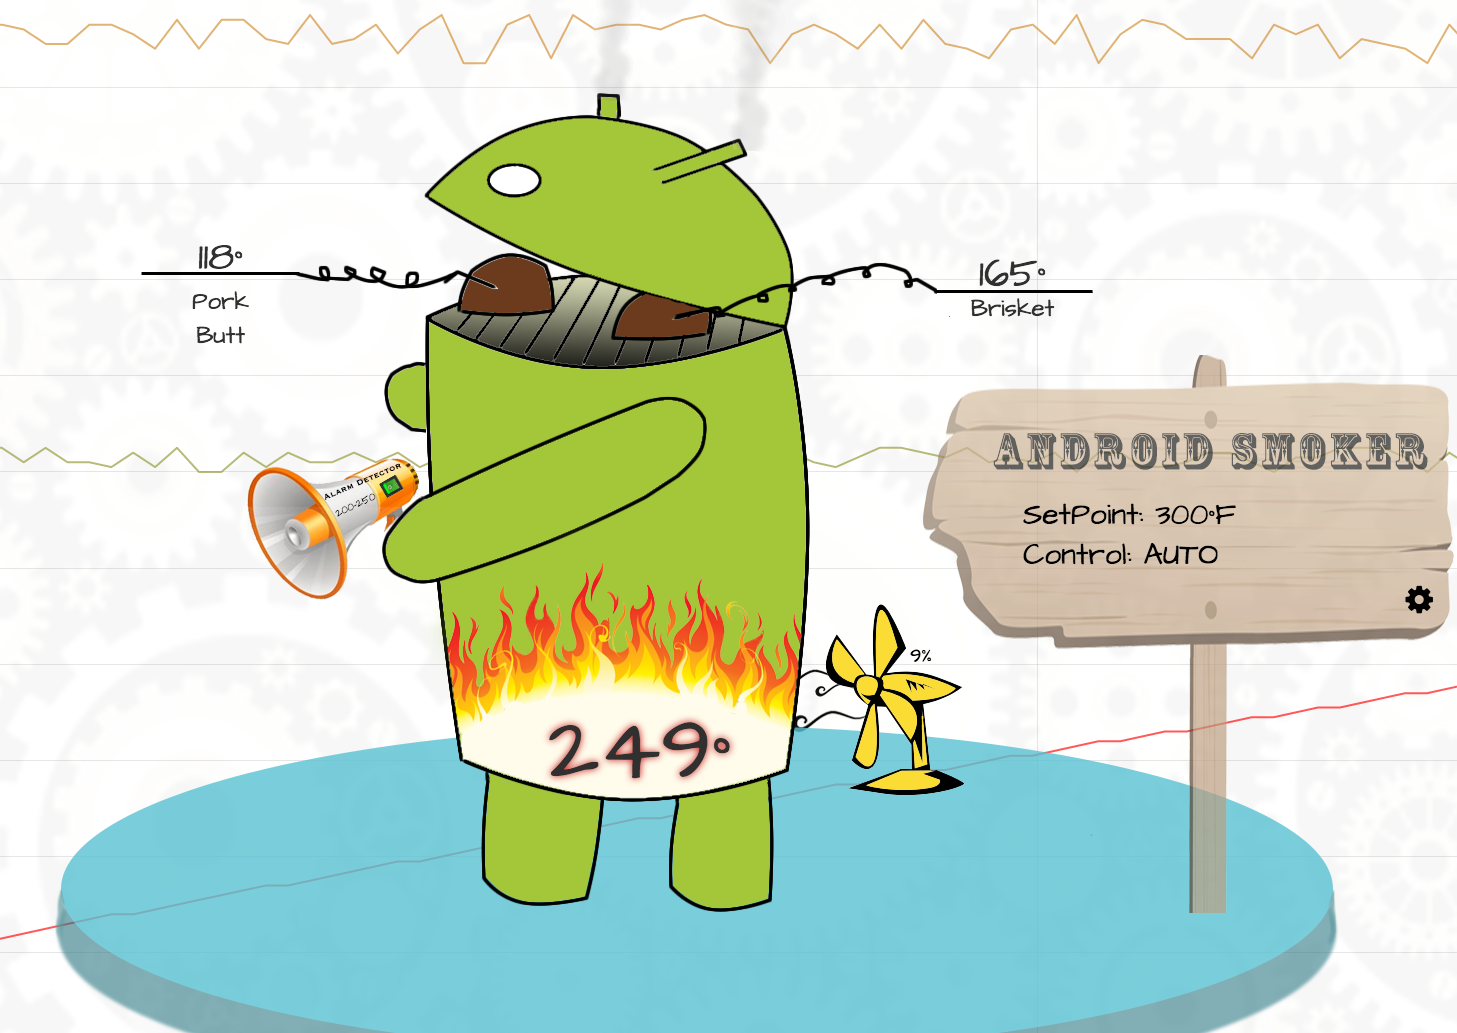 118°
Pork
Butt
165°
Brisket
ANDROID SMOKER
SetPoint: 300°F
Control: AUTO
ALARM DETECTOR
200-250
9%
249°